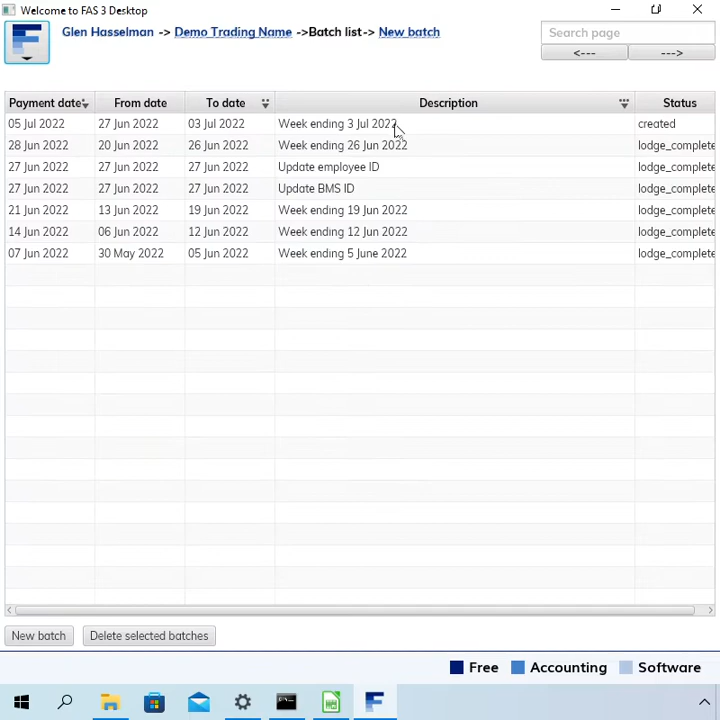 Welcome to FAS 3 Desktop
Glen Hasselman -> Demo Trading Name ->Batch list-> New batch
Search page
<--- --->
Payment date From date To date Description Status
05 Jul 2022 27 Jun 2022 03 Jul 2022 Week ending 3 Jul 2022 created
28 Jun 2022 20 Jun 2022 26 Jun 2022 Week ending 26 Jun 2022 lodge_complete
27 Jun 2022 27 Jun 2022 27 Jun 2022 Update employee ID lodge_complete
27 Jun 2022 27 Jun 2022 27 Jun 2022 Update BMS ID lodge_complete
21 Jun 2022 13 Jun 2022 19 Jun 2022 Week ending 19 Jun 2022 lodge_complete
14 Jun 2022 06 Jun 2022 12 Jun 2022 Week ending 12 Jun 2022 lodge_complete
07 Jun 2022 30 May 2022 05 Jun 2022 Week ending 5 June 2022 lodge_complete
New batch Delete selected batches
Free Accounting Software